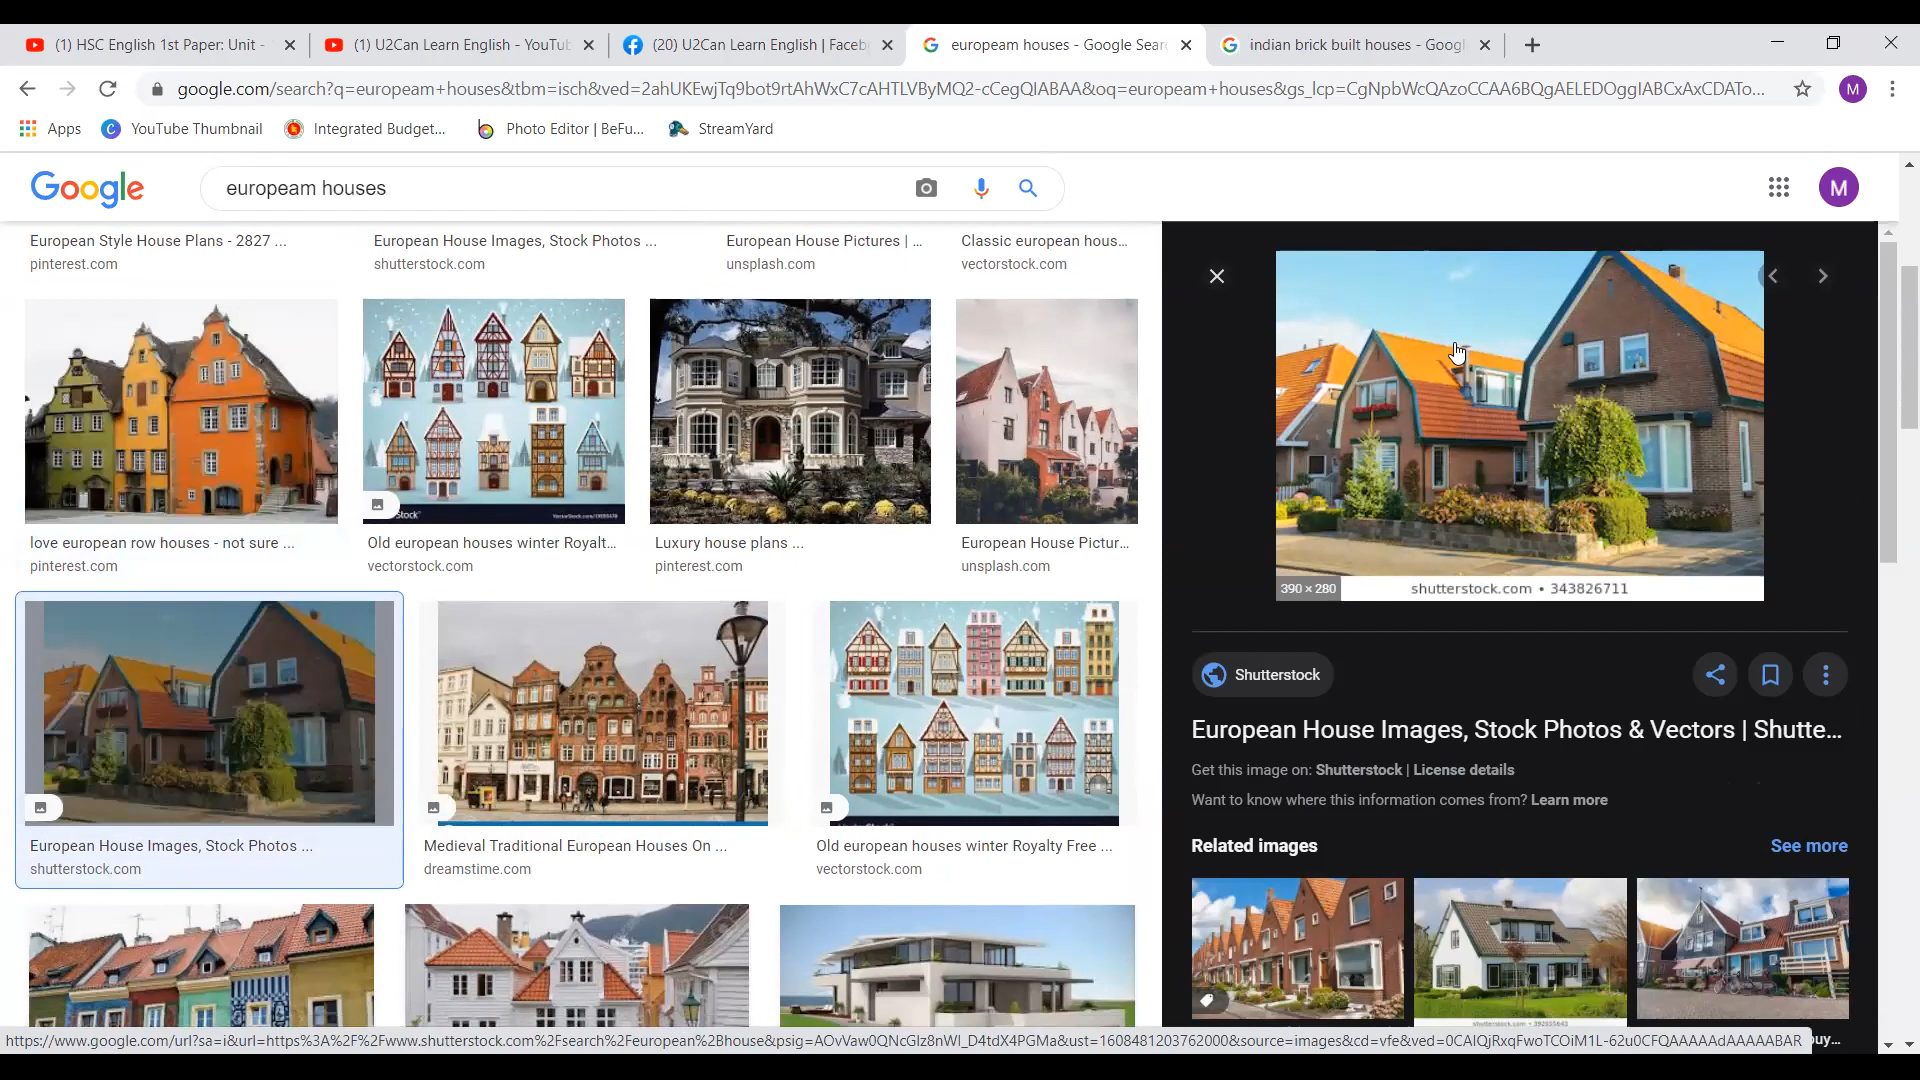 (1) HSC English 1st Paper: Unit -
(1) U2Can Learn English - YouTub
(20) U2Can Learn English | Faceb
europeam houses - Google Sear
indian brick built houses - Googl
google.com/search?q=europeam+houses&tbm=isch&ved=2ahUKEwjTq9bot9rtAhWxC7cAHTLVByMQ2-cCegQIABAA&oq=europeam+houses&gs_lcp=CgNpbWcQAzoCCAA6BQgAELEDOggIABCxAxCDATo...
M
Apps
YouTube Thumbnail
Integrated Budget...
Photo Editor | BeFu...
StreamYard
Google
europeam houses
M
European Style House Plans - 2827 ...
pinterest.com
European House Images, Stock Photos ...
shutterstock.com
European House Pictures | ...
unsplash.com
Classic european hous...
vectorstock.com
love european row houses - not sure ...
pinterest.com
Old european houses winter Royalt...
vectorstock.com
Luxury house plans ...
pinterest.com
European House Pictur...
unsplash.com
European House Images, Stock Photos ...
shutterstock.com
Medieval Traditional European Houses On ...
dreamstime.com
Old european houses winter Royalty Free ...
vectorstock.com
390 × 280
shutterstock.com • 343826711
Shutterstock
European House Images, Stock Photos & Vectors | Shutte...
Get this image on: Shutterstock | License details
Want to know where this information comes from? Learn more
Related images
See more
https://www.google.com/url?sa=i&url=https%3A%2F%2Fwww.shutterstock.com%2Fsearch%2Feuropean%2Bhouse&psig=AOvVaw0QNcGlz8nWl_D4tdX4PGMa&ust=1608481203762000&source=images&cd=vfe&ved=0CAIQjRxqFwoTCOiM1L-62u0CFQAAAAAdAAAAABAR
buy...